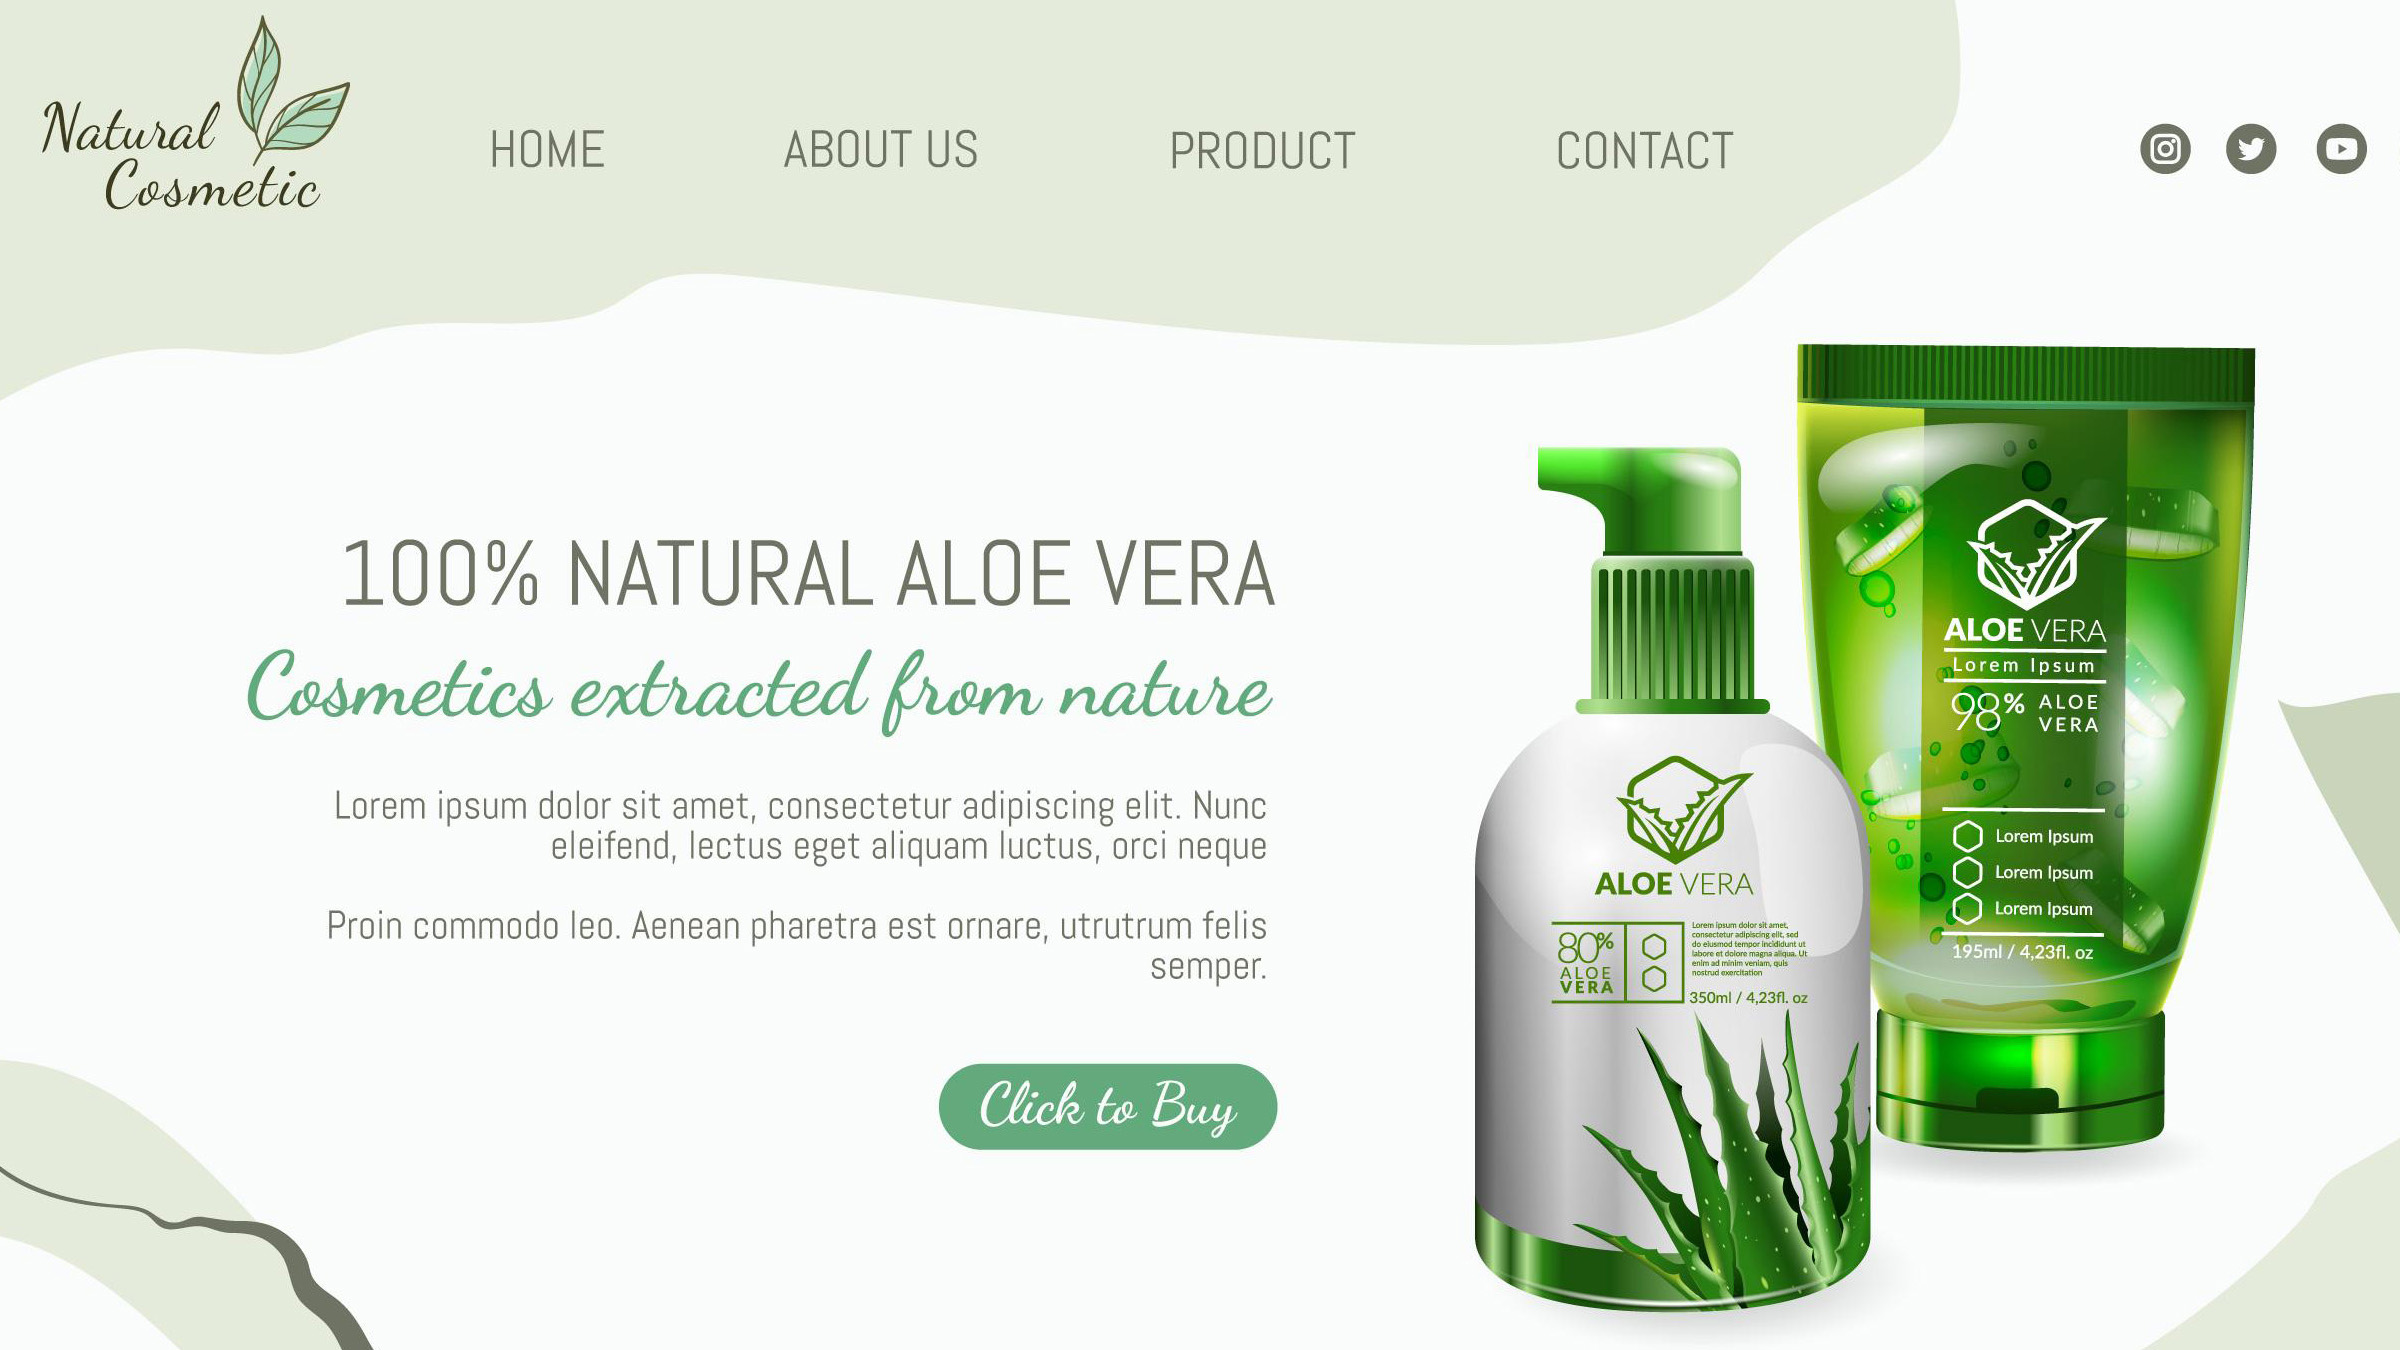 Natural
Cosmetic
HOME
ABOUT US
PRODUCT
CONTACT
100% NATURAL ALOE VERA
Cosmetics extracted from nature
Lorem ipsum dolor sit amet, consectetur adipiscing elit. Nunc
eleifend, lectus eget aliquam luctus, orci neque
Proin commodo leo. Aenean pharetra est ornare, utrutrum felis
semper.
Click to Buy
ALOE VERA
80%
ALOE
VERA
Lorem ipsum dolor sit amet,
consectetur adipiscing elit, sed
do eiusmod tempor incididunt ut
labore et dolore magna aliqua. Ut
enim ad minim veniam, quis
nostrud exercitation
350ml / 4,23fl. oz
ALOE VERA
Lorem Ipsum
98% ALOE
VERA
Lorem Ipsum
Lorem Ipsum
Lorem Ipsum
195ml / 4,23fl. oz